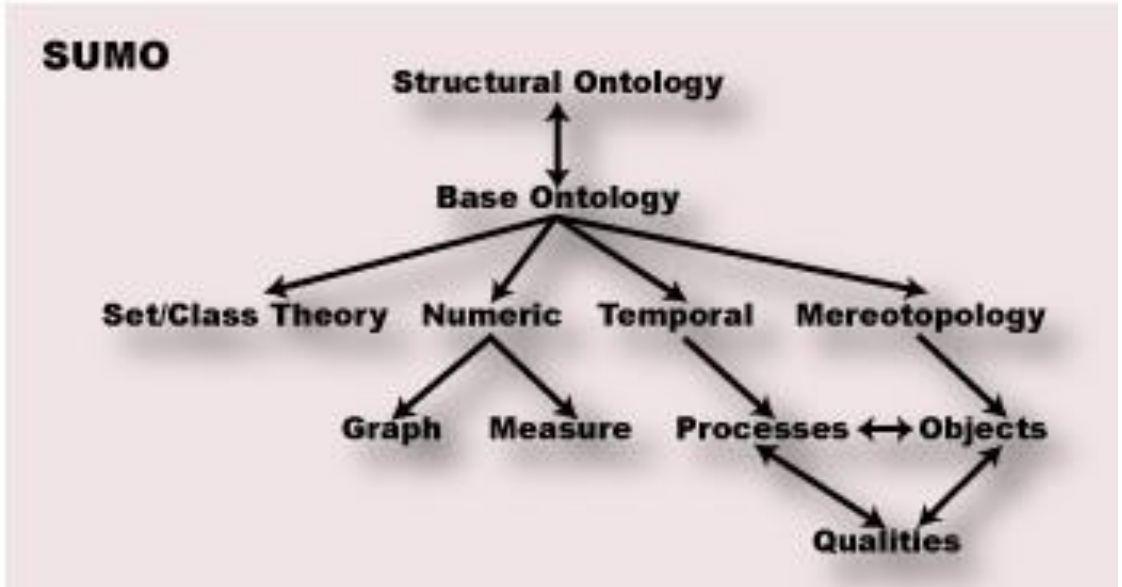 SUMO
Structural Ontology
Base Ontology
Set/Class Theory Numeric Temporal Mereotopology
Graph Measure Processes Objects
Qualities